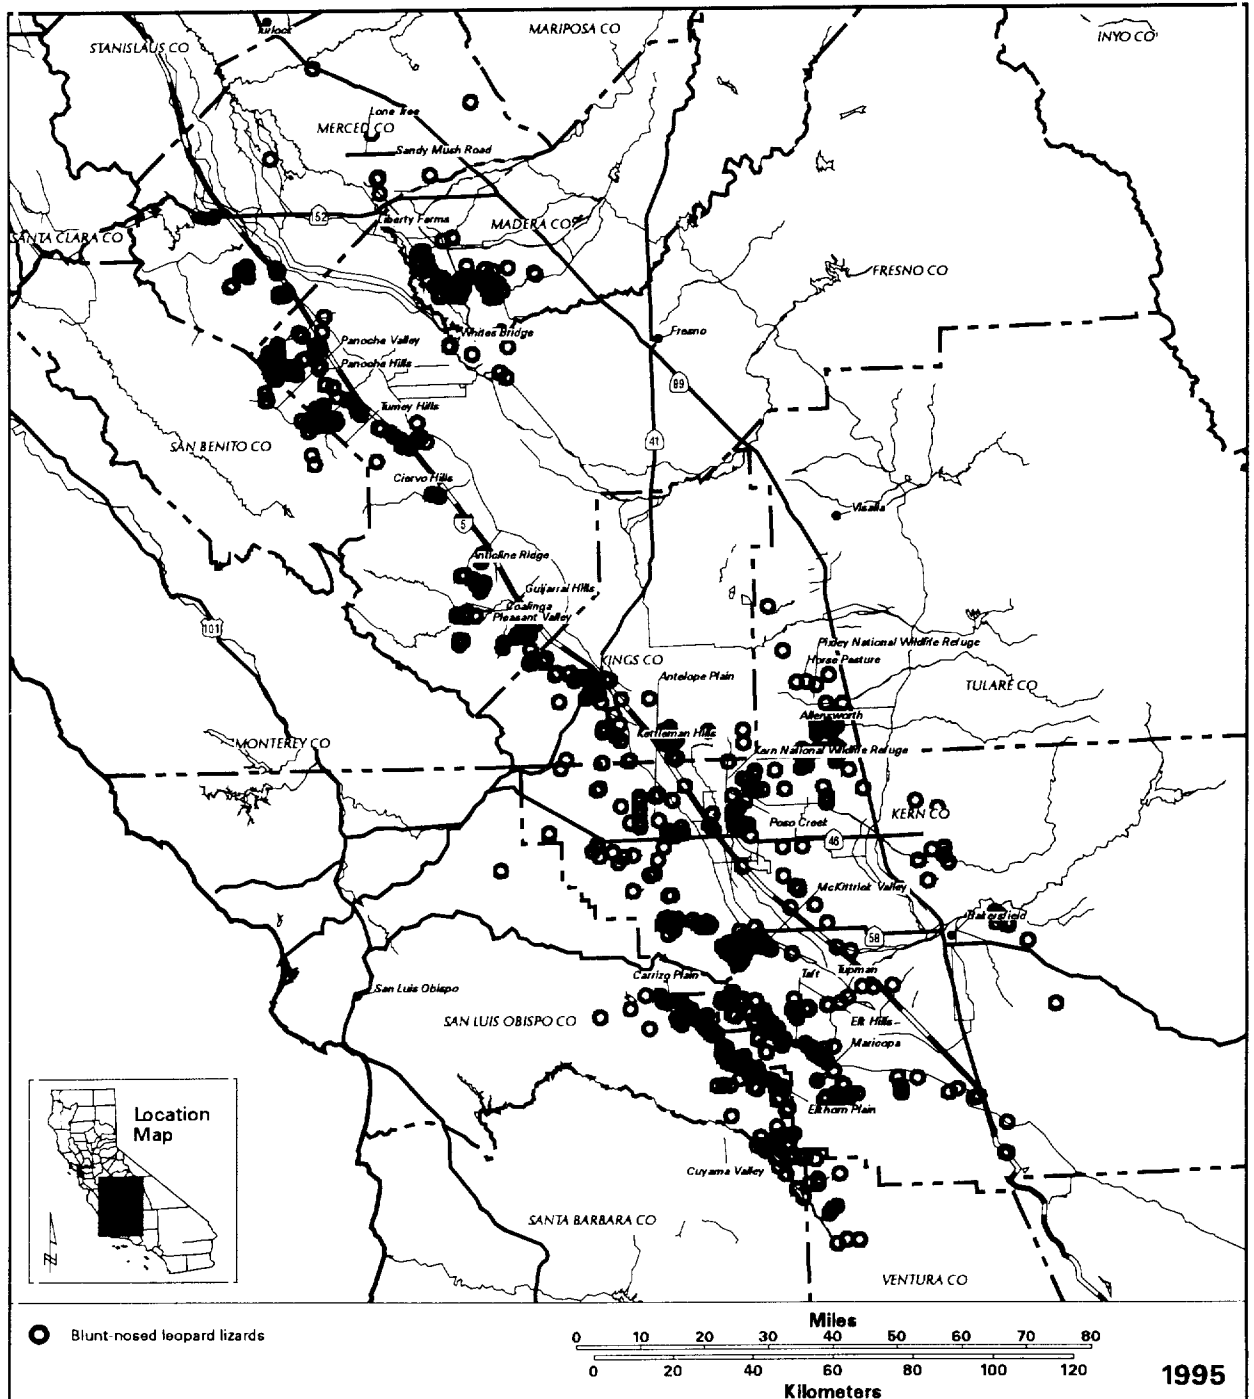 Turlock
STANISLAUS CO
MARIPOSA CO
INYO CO
Lone Tree
MERCED CO
Sandy Mush Road
152
Liberty Farms
MADERA CO
SANTA CLARA CO
FRESNO CO
Whites Bridge
Fresno
Panoche Valley
Panoche Hills
99
Tumey Hills
SAN BENITO CO
41
Ciervo Hills
5
Visalia
Anticline Ridge
Guijarral Hills
Coalinga
Pleasant Valley
101
Pixley National Wildlife Refuge
KINGS CO
Horse Pasture
Antelope Plain
TULARE CO
Allensworth
Kettleman Hills
MONTEREY CO
Kern National Wildlife Refuge
KERN CO
Poso Creek
46
McKittrick Valley
Bakersfield
58
Carrizo Plain
Taft
Tupman
San Luis Obispo
SAN LUIS OBISPO CO
Elk Hills
Maricopa
Elkhorn Plain
Location
Map
Cuyama Valley
SANTA BARBARA CO
N
VENTURA CO
Blunt-nosed leopard lizards
Miles
0 10 20 30 40 50 60 70 80
0 20 40 60 80 100 120
Kilometers
1995